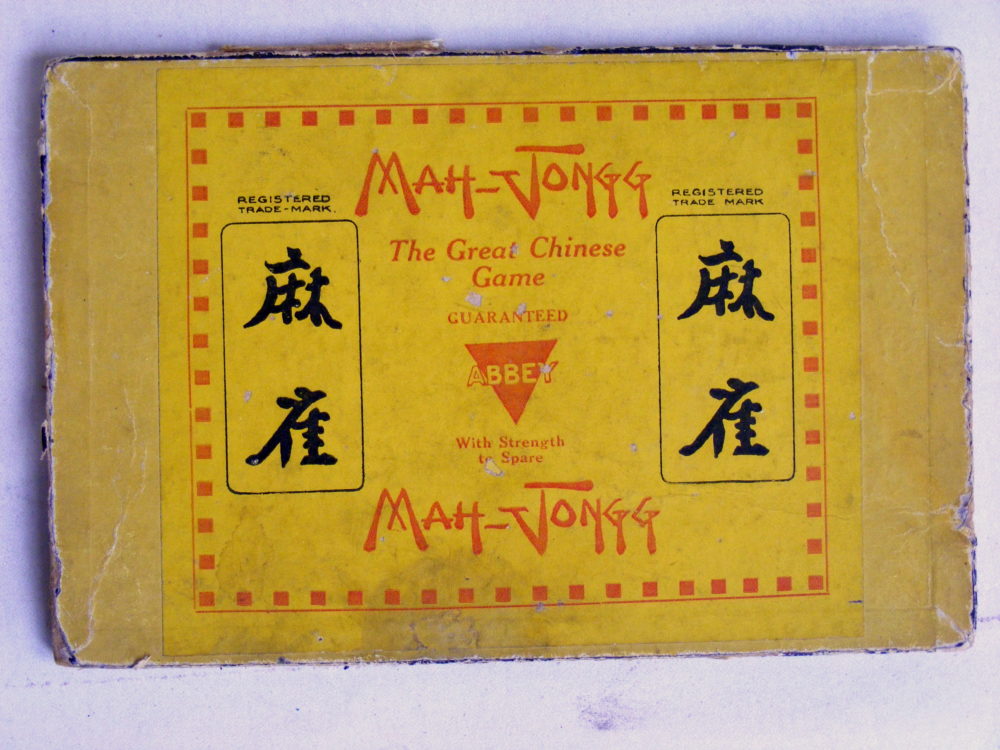 MAH-JONGG
REGISTERED
TRADE-MARK.
REGISTERED
TRADE MARK
麻
雀
The Great Chinese
Game
GUARANTEED
ABBEY
With Strength
to Spare
麻
雀
MAH-JONGG